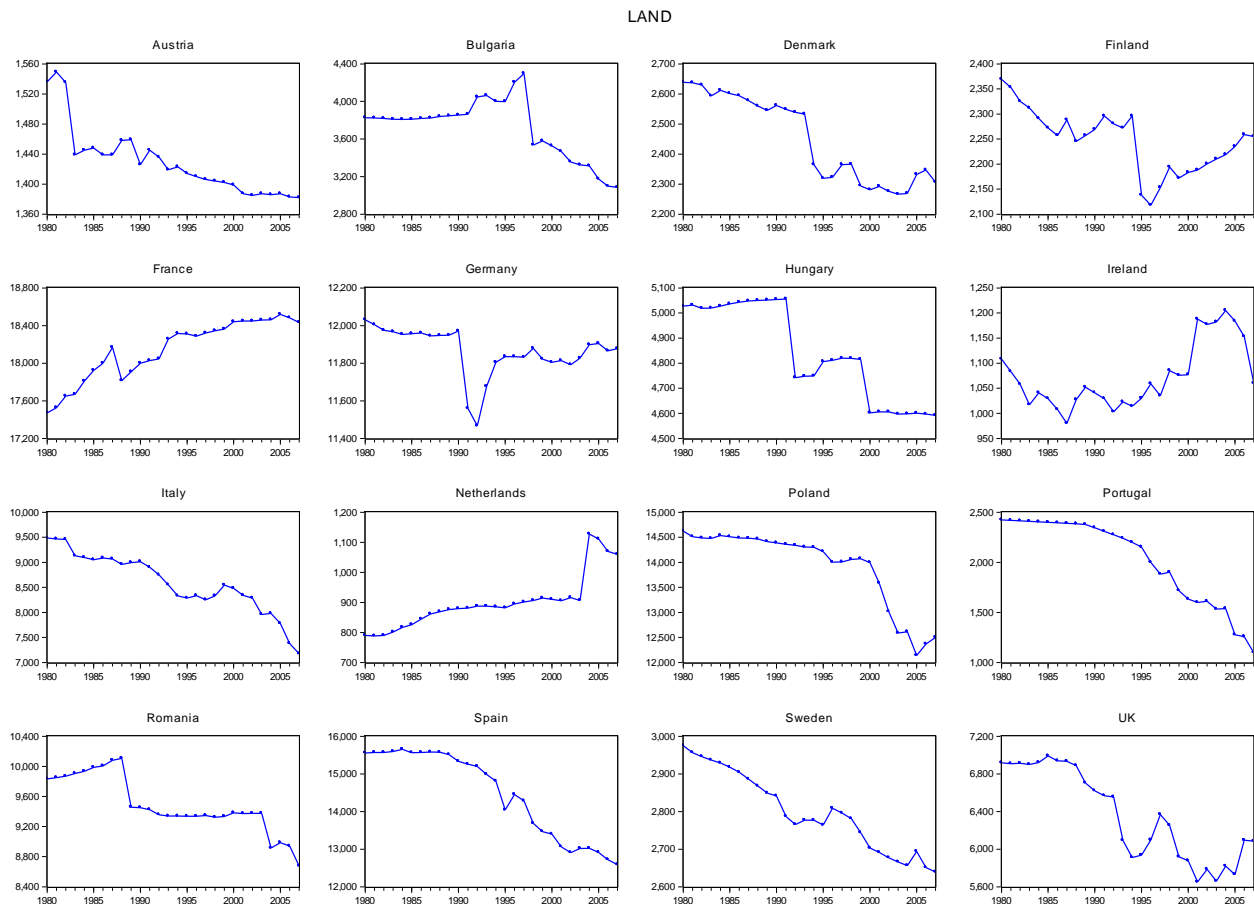 LAND
Austria
1,560
1,520
1,480
1,440
1,400
1,360
1980 1985 1990 1995 2000 2005
Bulgaria
4,400
4,000
3,600
3,200
2,800
1980 1985 1990 1995 2000 2005
Denmark
2,700
2,600
2,500
2,400
2,300
2,200
1980 1985 1990 1995 2000 2005
Finland
2,400
2,350
2,300
2,250
2,200
2,150
2,100
1980 1985 1990 1995 2000 2005
France
18,800
18,400
18,000
17,600
17,200
1980 1985 1990 1995 2000 2005
Germany
12,200
12,000
11,800
11,600
11,400
1980 1985 1990 1995 2000 2005
Hungary
5,100
5,000
4,900
4,800
4,700
4,600
4,500
1980 1985 1990 1995 2000 2005
Ireland
1,250
1,200
1,150
1,100
1,050
1,000
950
1980 1985 1990 1995 2000 2005
Italy
10,000
9,500
9,000
8,500
8,000
7,500
7,000
1980 1985 1990 1995 2000 2005
Netherlands
1,200
1,100
1,000
900
800
700
1980 1985 1990 1995 2000 2005
Poland
15,000
14,500
14,000
13,500
13,000
12,500
12,000
1980 1985 1990 1995 2000 2005
Portugal
2,500
2,000
1,500
1,000
1980 1985 1990 1995 2000 2005
Romania
10,400
10,000
9,600
9,200
8,800
8,400
1980 1985 1990 1995 2000 2005
Spain
16,000
15,000
14,000
13,000
12,000
1980 1985 1990 1995 2000 2005
Sweden
3,000
2,900
2,800
2,700
2,600
1980 1985 1990 1995 2000 2005
UK
7,200
6,800
6,400
6,000
5,600
1980 1985 1990 1995 2000 2005